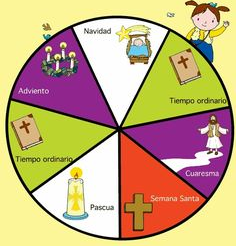 Navidad
Tiempo ordinario
Cuaresma
Semana Santa
Pascua
Tiempo ordinario
Adviento